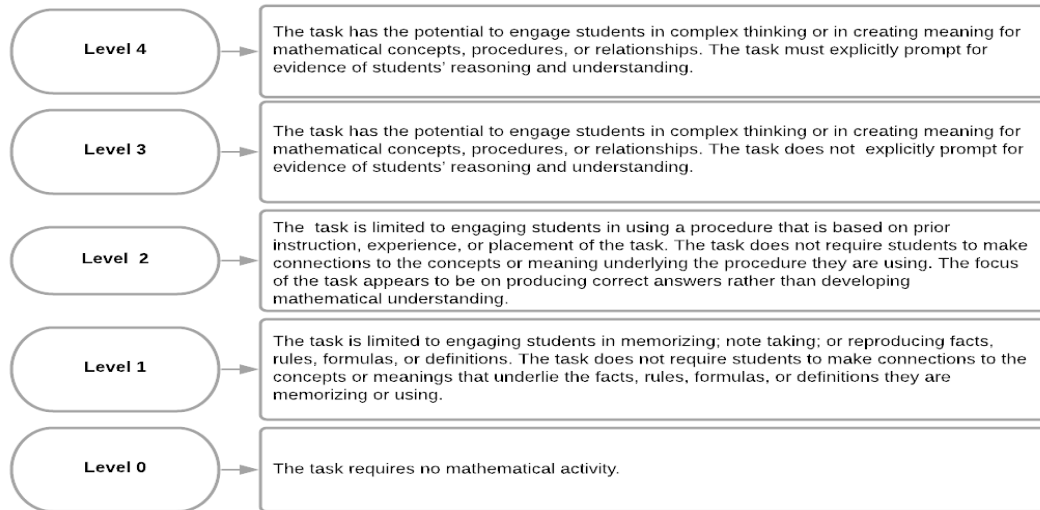 Level 4
The task has the potential to engage students in complex thinking or in creating meaning for
mathematical concepts, procedures, or relationships. The task must explicitly prompt for
evidence of students' reasoning and understanding.
Level 3
The task has the potential to engage students in complex thinking or in creating meaning for
mathematical concepts, procedures, or relationships. The task does not explicitly prompt for
evidence of students' reasoning and understanding.
Level 2
The task is limited to engaging students in using a procedure that is based on prior
instruction, experience, or placement of the task. The task does not require students to make
connections to the concepts or meaning underlying the procedure they are using. The focus
of the task appears to be on producing correct answers rather than developing
mathematical understanding.
Level 1
The task is limited to engaging students in memorizing; note taking; or reproducing facts,
rules, formulas, or definitions. The task does not require students to make connections to the
concepts or meanings that underlie the facts, rules, formulas, or definitions they are
memorizing or using.
Level 0
The task requires no mathematical activity.